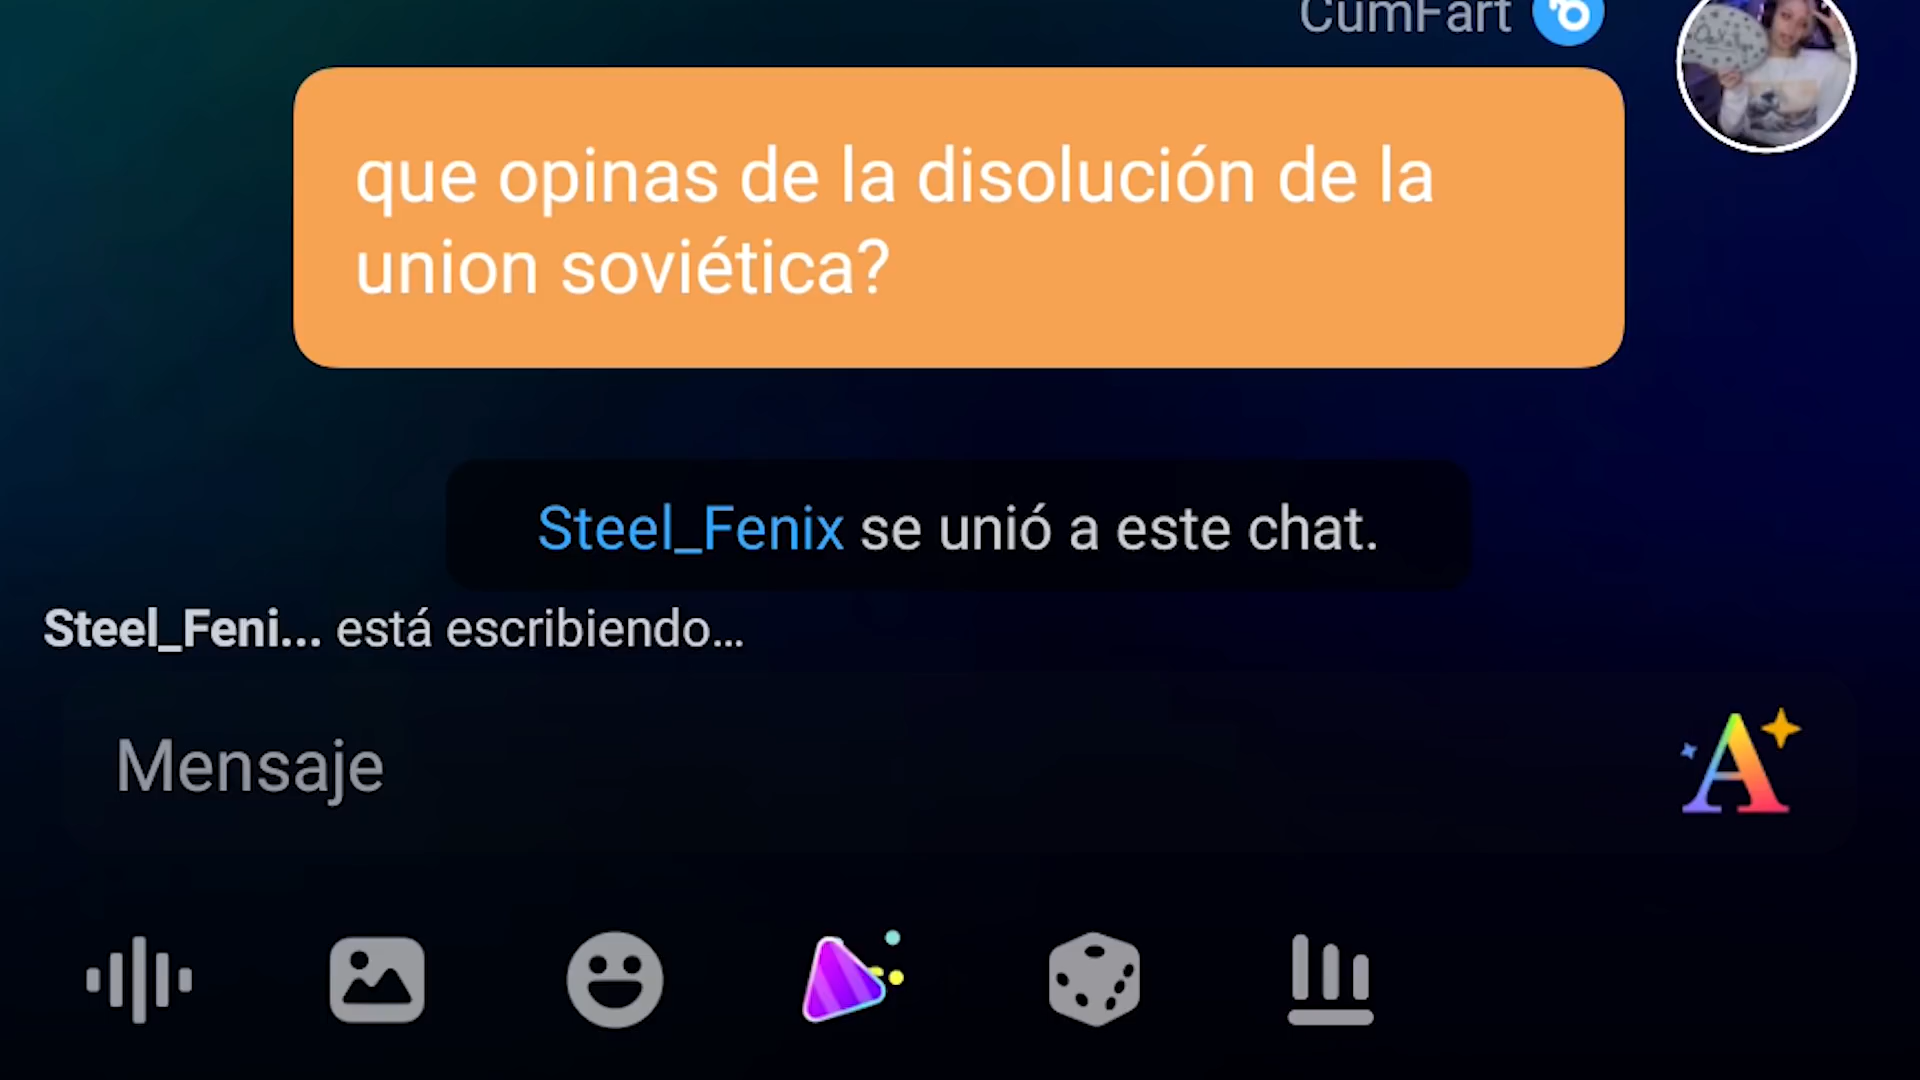 CumFart
que opinas de la disolución de la
union soviética?
Steel_Fenix se unió a este chat.
Steel_Feni... está escribiendo...
Mensaje